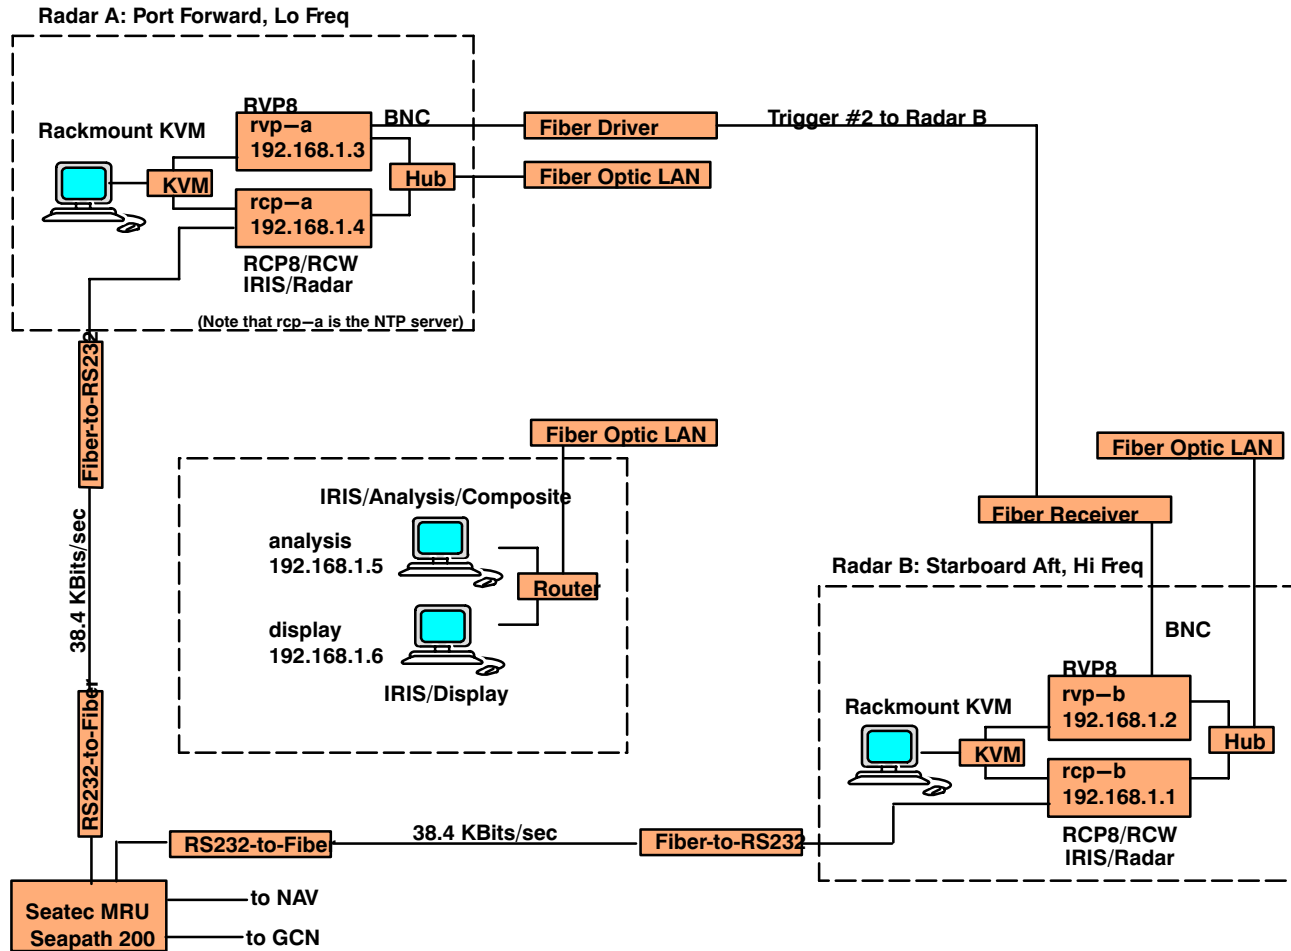 Radar A: Port Forward, Lo Freq
RVP8
Rackmount KVM
rvp–a
192.168.1.3
BNC
Fiber Driver
Trigger #2 to Radar B
KVM
Hub
Fiber Optic LAN
rcp–a
192.168.1.4
RCP8/RCW
IRIS/Radar
(Note that rcp–a is the NTP server)
Fiber-to-RS232
38.4 KBits/sec
RS232-to-Fiber
Fiber Optic LAN
IRIS/Analysis/Composite
analysis
192.168.1.5
Router
display
192.168.1.6
IRIS/Display
Fiber Optic LAN
Fiber Receiver
Radar B: Starboard Aft, Hi Freq
BNC
RVP8
Rackmount KVM
rvp–b
192.168.1.2
KVM
Hub
rcp–b
192.168.1.1
RCP8/RCW
IRIS/Radar
RS232-to-Fibe
38.4 KBits/sec
Fiber-to-RS232
Seatec MRU
Seapath 200
to NAV
to GCN